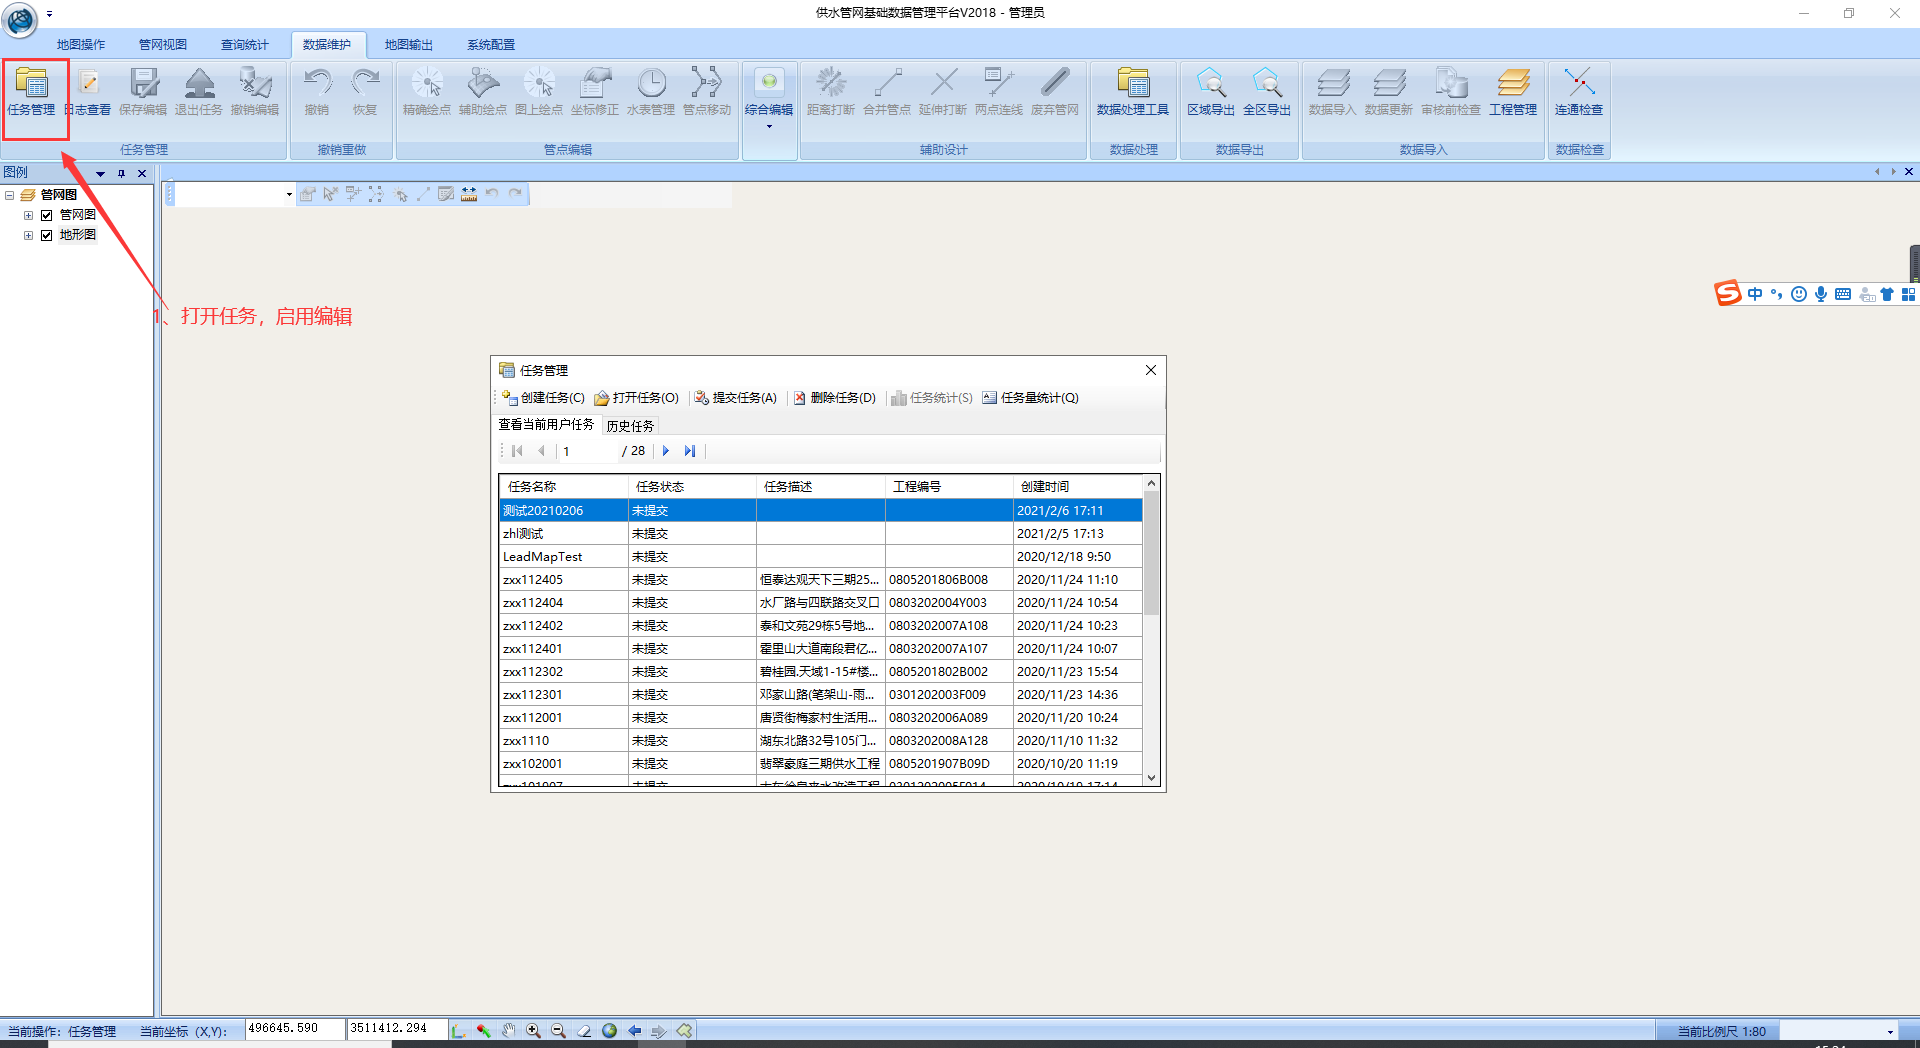 供水管网基础数据管理平台V2018 - 管理员
地图操作 管网视图 查询统计 数据维护 地图输出 系统配置
任务管理 日志查看 保存编辑 退出任务 撤销编辑 撤销 恢复 精确绘点 辅助绘点 图上绘点 坐标修正 水表管理 管点移动 综合编辑 距离打断 合并管点 延伸打断 两点连线 废弃管网 数据处理工具 区域导出 全区导出 数据导入 数据更新 审核前检查 工程管理 连通检查
任务管理 撤销重做 管点编辑 辅助设计 数据处理 数据导出 数据导入 数据检查
图例
管网图
管网图
地形图
中
1、打开任务，启用编辑
任务管理
创建任务(C) 打开任务(O) 提交任务(A) 删除任务(D) 任务统计(S) 任务量统计(Q)
查看当前用户任务 历史任务
1 / 28
任务名称 任务状态 任务描述 工程编号 创建时间
测试20210206 未提交 2021/2/6 17:11
zhl测试 未提交 2021/2/5 17:13
LeadMapTest 未提交 2020/12/18 9:50
zxx112405 未提交 恒泰达观天下三期25... 0805201806B008 2020/11/24 11:10
zxx112404 未提交 水厂路与四联路交叉口 0803202004Y003 2020/11/24 10:54
zxx112402 未提交 泰和文苑29栋5号地... 0803202007A108 2020/11/24 10:23
zxx112401 未提交 霍里山大道南段君亿... 0803202007A107 2020/11/24 10:07
zxx112302 未提交 碧桂园.天域1-15#楼... 0805201802B002 2020/11/23 15:54
zxx112301 未提交 邓家山路(笔架山-雨... 0301202003F009 2020/11/23 14:36
zxx112001 未提交 唐贤街梅家村生活用... 0803202006A089 2020/11/20 10:24
zxx1110 未提交 湖东北路32号105门... 0803202008A128 2020/11/10 11:32
zxx102001 未提交 翡翠豪庭三期供水工程 0805201907B09D 2020/10/20 11:19
当前操作：任务管理 当前坐标（X,Y）: 496645.590 3511412.294 当前比例尺 1:80